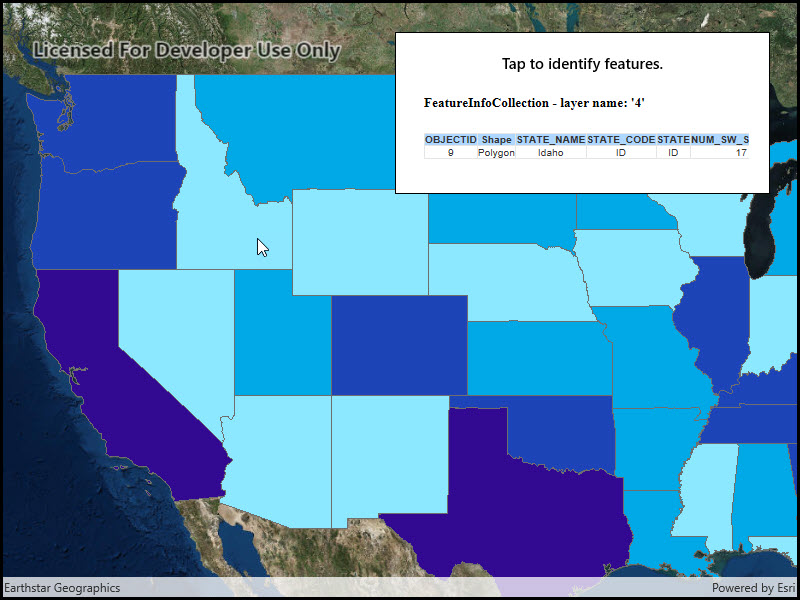 Licensed For Developer Use Only
Tap to identify features.
FeatureInfoCollection - layer name: '4'
OBJECTID Shape STATE_NAME STATE_CODE STATE NUM_SW_S
9 Polygon Idaho ID ID 17
Earthstar Geographics
Powered by Esri